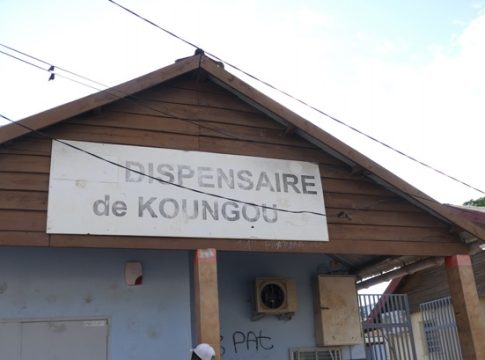 DISPENSAIRE
de KOUNGOU
PAT